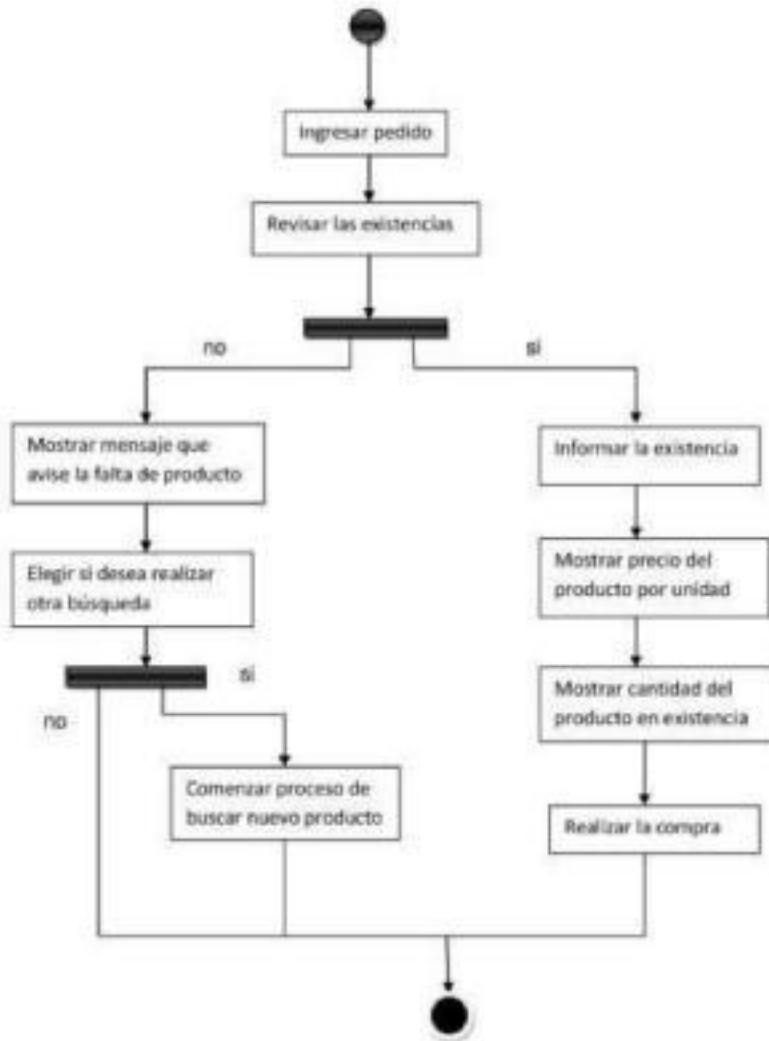 Ingresar pedido
Revisar las existencias
no
si
Mostrar mensaje que
avise la falta de producto
Informar la existencia
Elegir si desea realizar
otra búsqueda
Mostrar precio del
producto por unidad
si
no
Mostrar cantidad del
producto en existencia
Comenzar proceso de
buscar nuevo producto
Realizar la compra